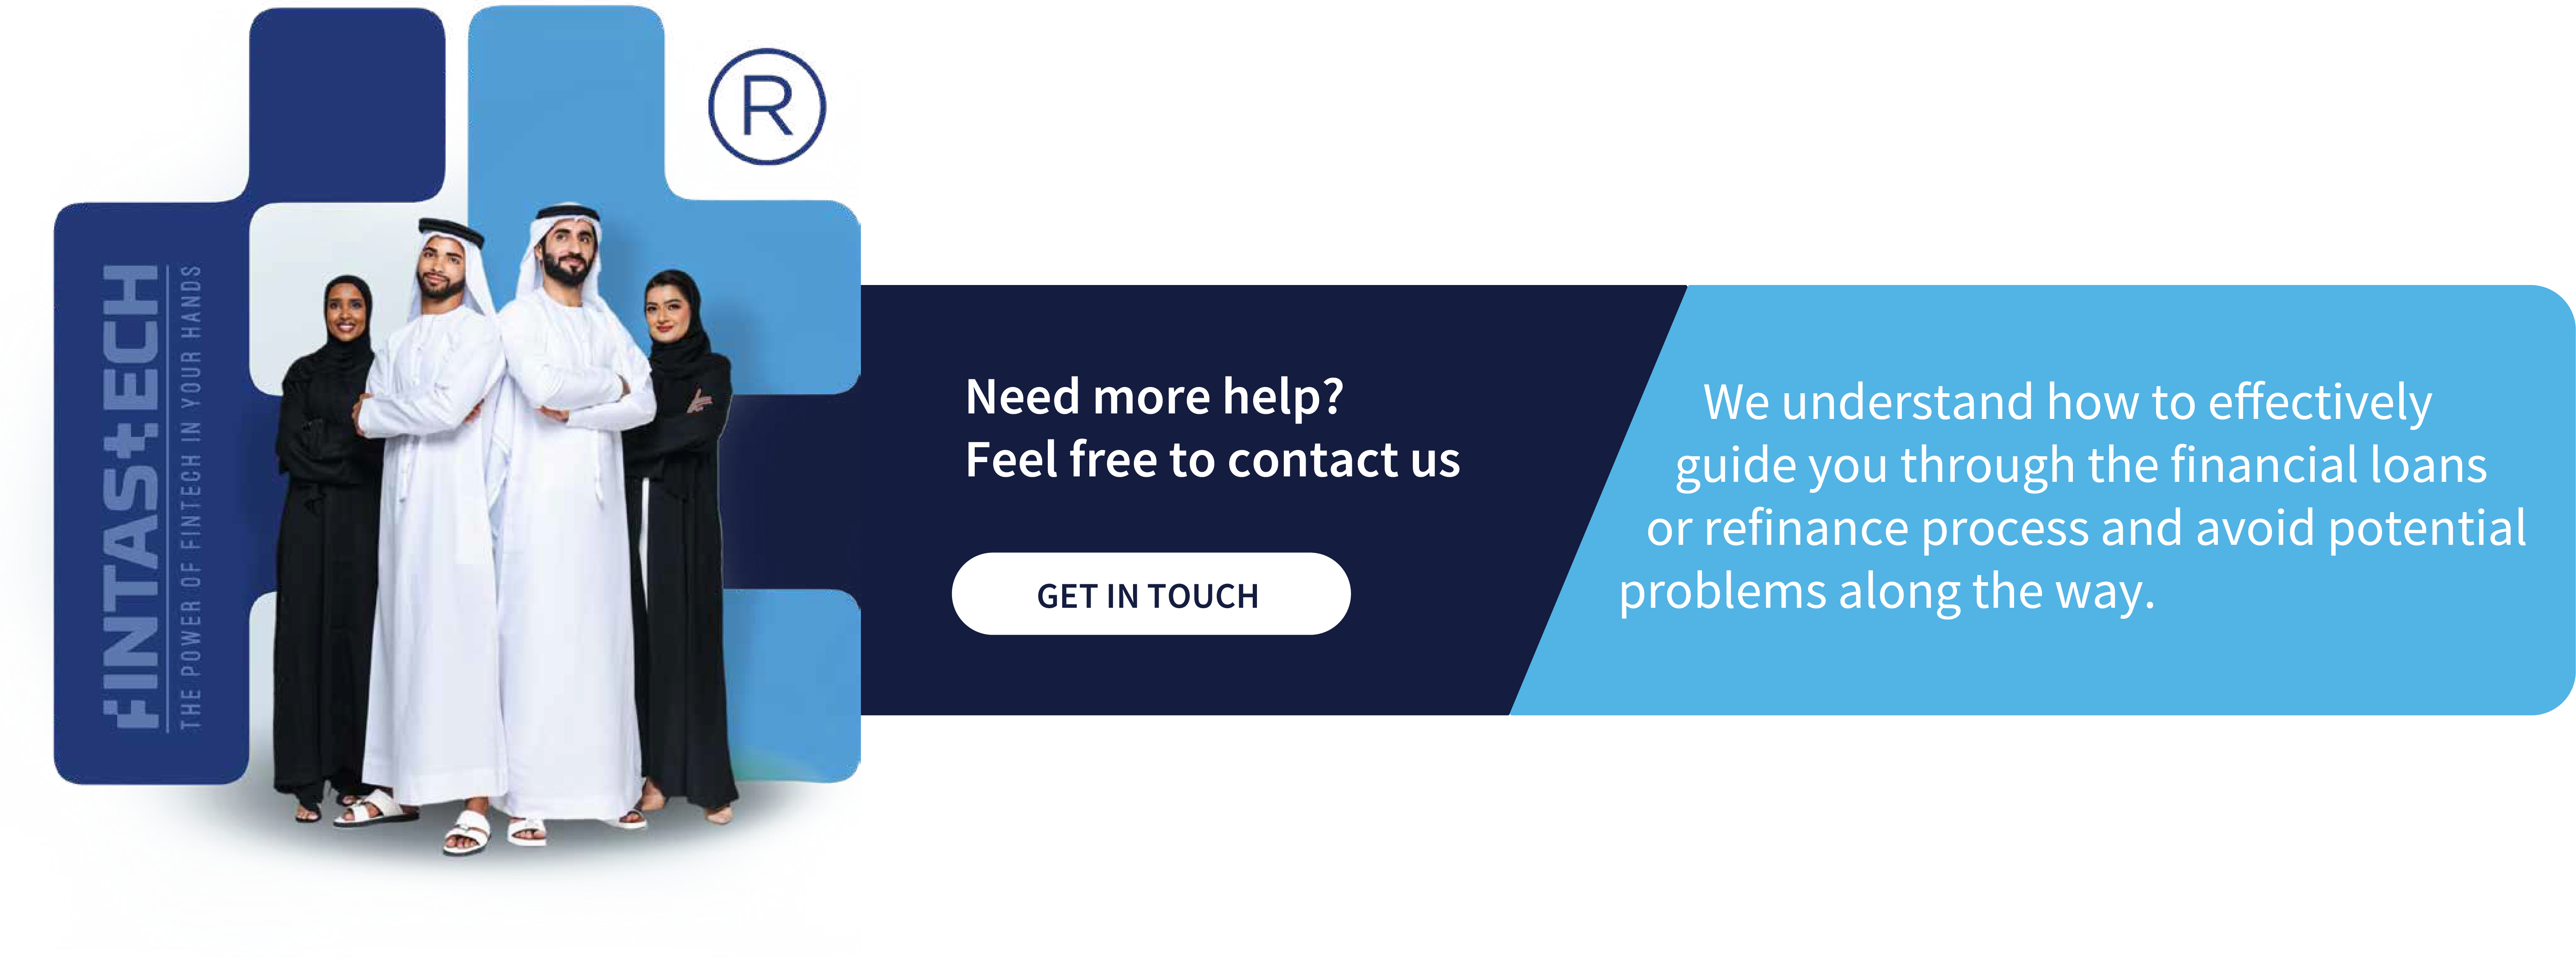 FINTASTECH
THE POWER OF FINTECH IN YOUR HANDS
R
Need more help?
Feel free to contact us
GET IN TOUCH
We understand how to effectively
guide you through the financial loans
or refinance process and avoid potential
problems along the way.